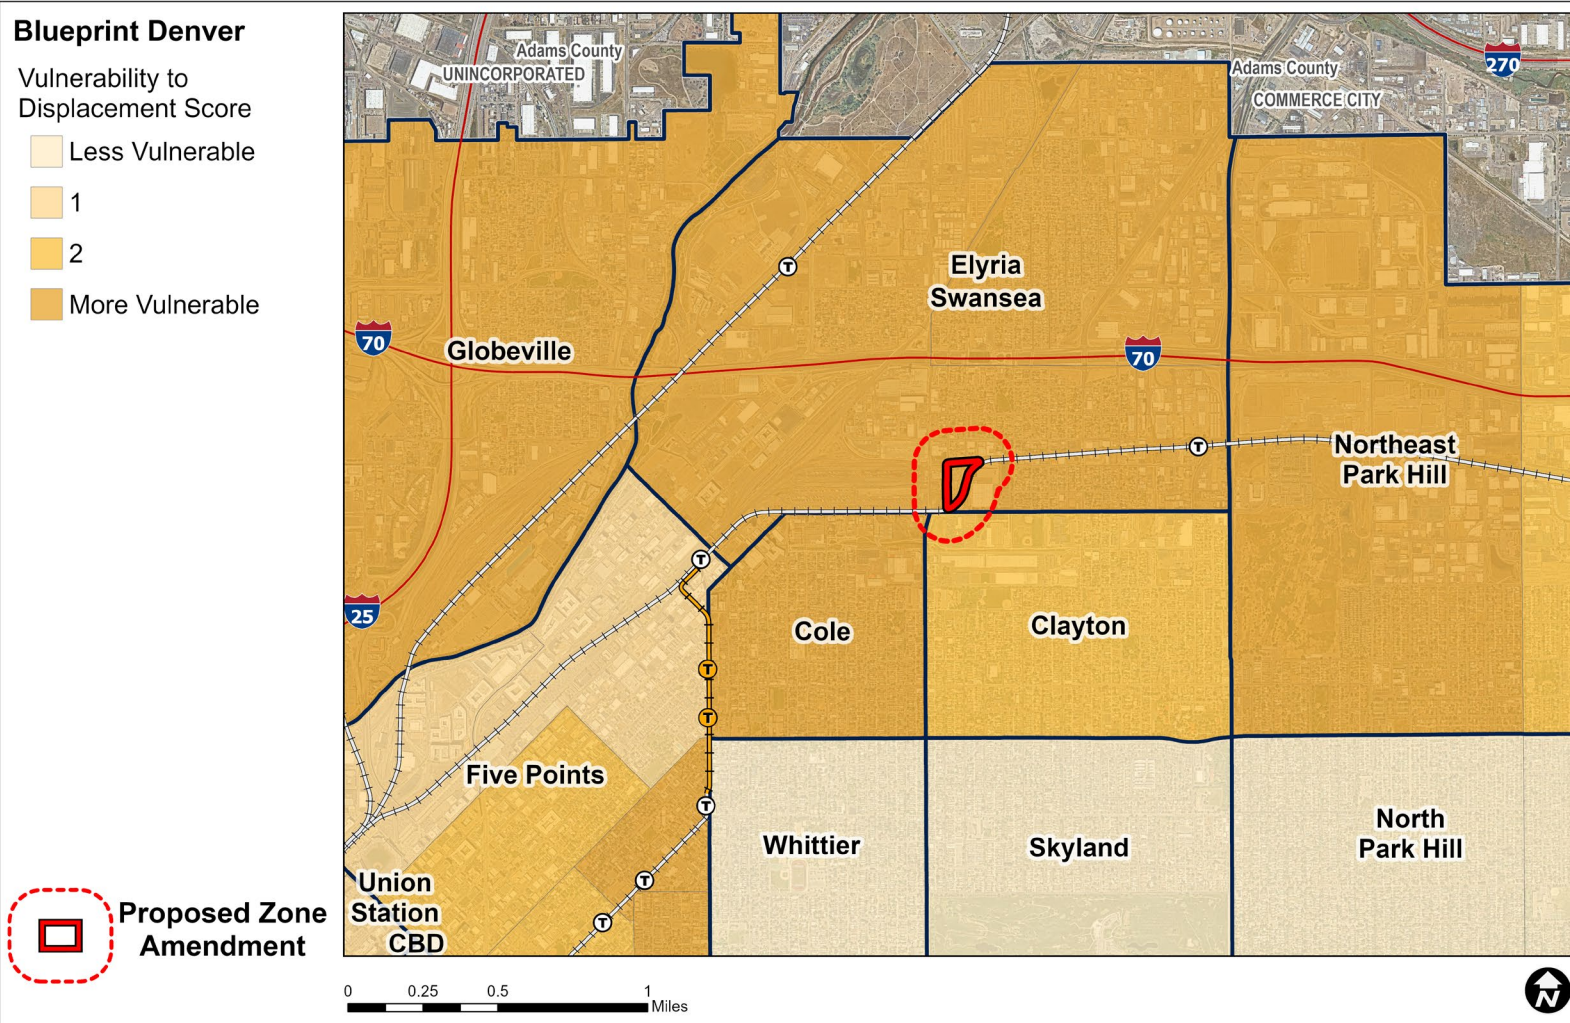 Blueprint Denver
Vulnerability to
Displacement Score
Less Vulnerable
1
2
More Vulnerable
Proposed Zone
Amendment
Adams County
UNINCORPORATED
Adams County
COMMERCE CITY
270
T
Elyria
Swansea
70
Globeville
70
T
Northeast
Park Hill
T
25
Cole
Clayton
T
T
Five Points
T
Whittier
Skyland
North
Park Hill
T
Union
Station
CBD
T
0 0.25 0.5 1
Miles
N